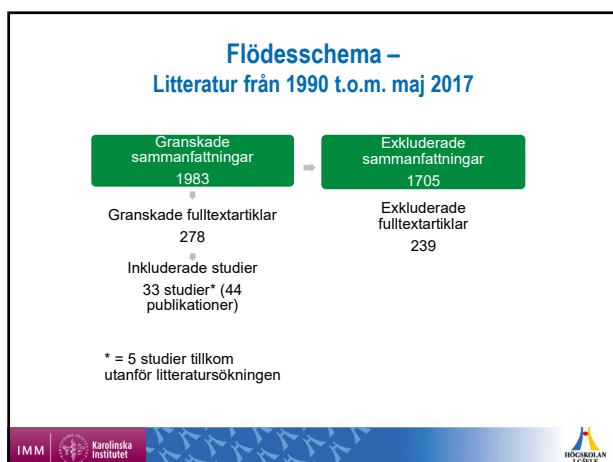 Flödesschema –
Litteratur från 1990 t.o.m. maj 2017
Granskade
sammanfattningar
1983
Exkluderade
sammanfattningar
1705
Granskade fulltextartiklar
278
Exkluderade
fulltextartiklar
239
Inkluderade studier
33 studier* (44
publikationer)
* = 5 studier tillkom
utanför litteratursökningen
IMM
Karolinska
Institutet
HÖGSKOLAN
I GÄVLE